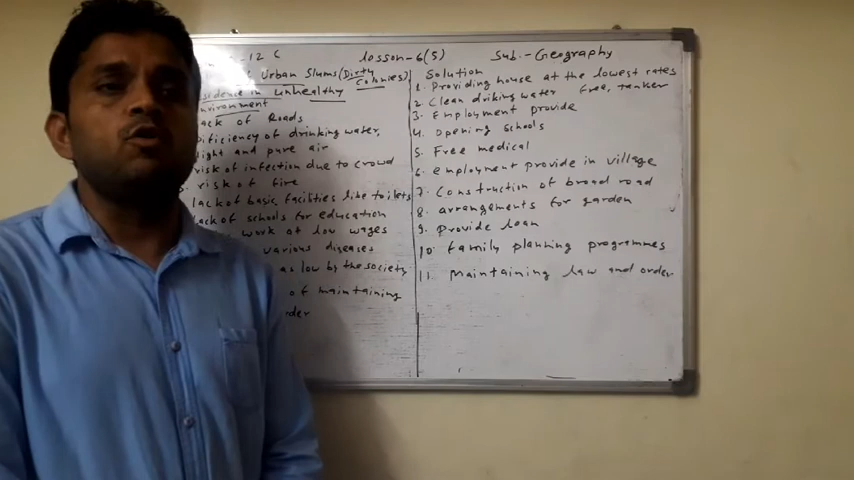 12 C
Lesson-6(5)
Sub.- Geography
Urban Slums(Dirty
Colonies)
in unhealthy
environment
lack of Roads
Dificiency of drinking water,
light and pure air
risk of infection due to crowd
risk of fire
lack of basic facilities like toilets
lack of schools for education
work at low wages
various diseases
as low by the society
of maintaining
Solution
1. Providing house at the lowest rates
2 Clean driking water free, tanker
3. Employment provide
4. Opening Schools
5. Free medical
6. employment provide in village
7. Construction of broad road
8. arrangements for garden
9. Provide loan
10. family planning programmes
11. Maintaining law and order